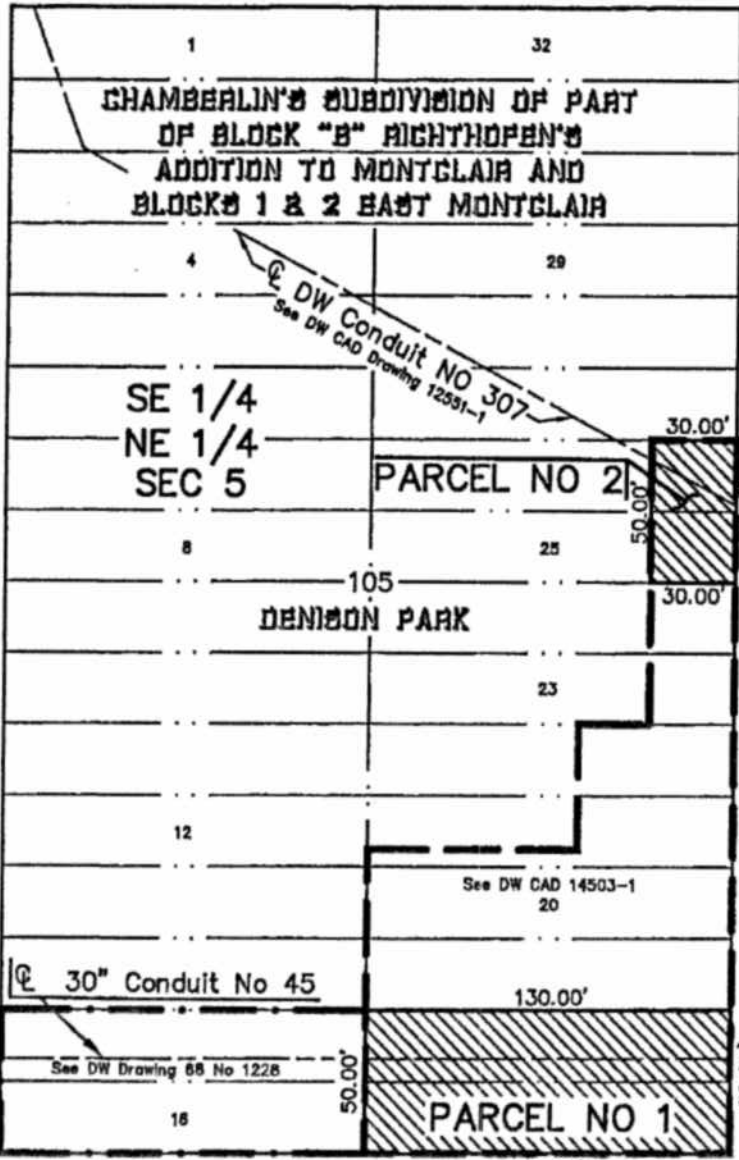 1
32
CHAMBERLIN'S SUBDIVISION OF PART
OF BLOCK "B" RICHTHOFEN'S
ADDITION TO MONTCLAIR AND
BLOCKS 1 & 2 EAST MONTCLAIR
4
29
℄ DW Conduit NO 307
See DW CAD Drawing 12551-1
SE 1/4
NE 1/4
SEC 5
30.00'
PARCEL NO 2
50.00'
8
25
105
30.00'
DENISON PARK
23
12
See DW CAD 14503-1
20
℄ 30" Conduit No 45
130.00'
See DW Drawing 68 No 1228
50.00'
16
PARCEL NO 1